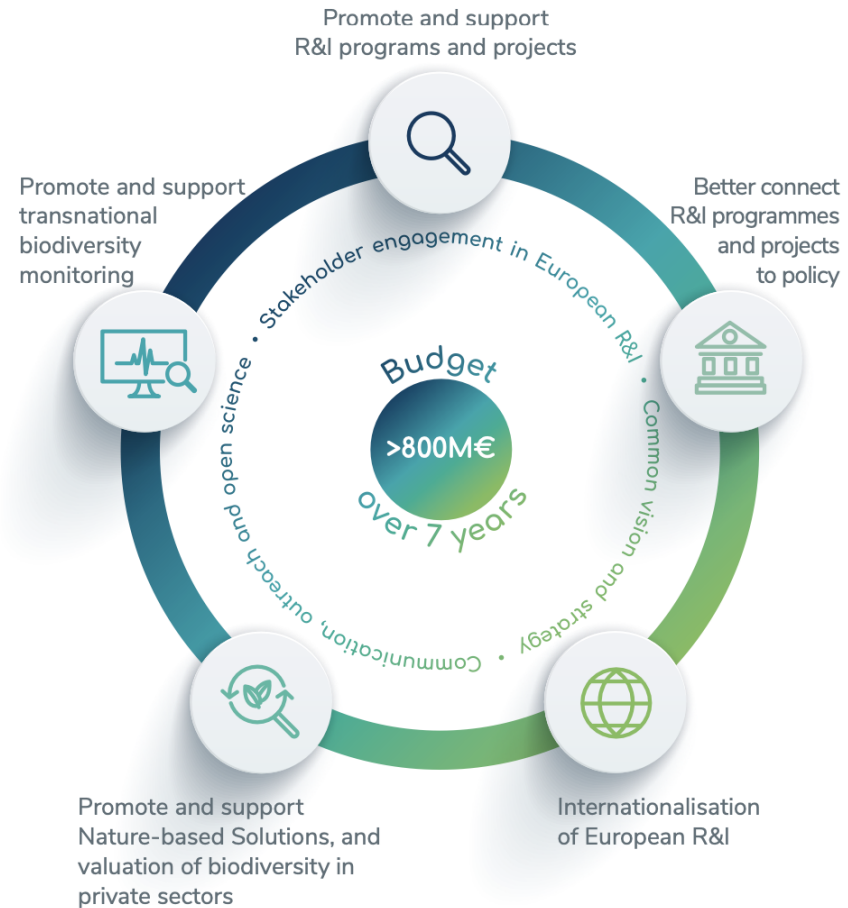 Promote and support
R&I programs and projects
Promote and support
transnational
biodiversity
monitoring
Better connect
R&I programmes
and projects
to policy
Stakeholder engagement in European R&I • Common vision and strategy • Communication, outreach and open science •
Budget
>800M€
over 7 years
Promote and support
Nature-based Solutions, and
valuation of biodiversity in
private sectors
Internationalisation
of European R&I